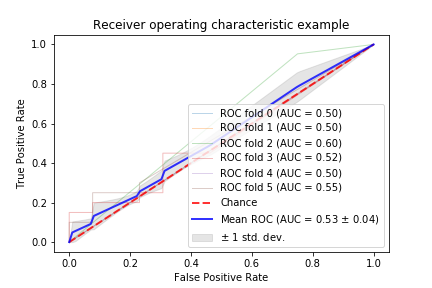 Receiver operating characteristic example
1.0
0.8
0.6
0.4
0.2
0.0
True Positive Rate
ROC fold 0 (AUC = 0.50)
ROC fold 1 (AUC = 0.50)
ROC fold 2 (AUC = 0.60)
ROC fold 3 (AUC = 0.52)
ROC fold 4 (AUC = 0.50)
ROC fold 5 (AUC = 0.55)
Chance
Mean ROC (AUC = 0.53 ± 0.04)
± 1 std. dev.
0.0 0.2 0.4 0.6 0.8 1.0
False Positive Rate